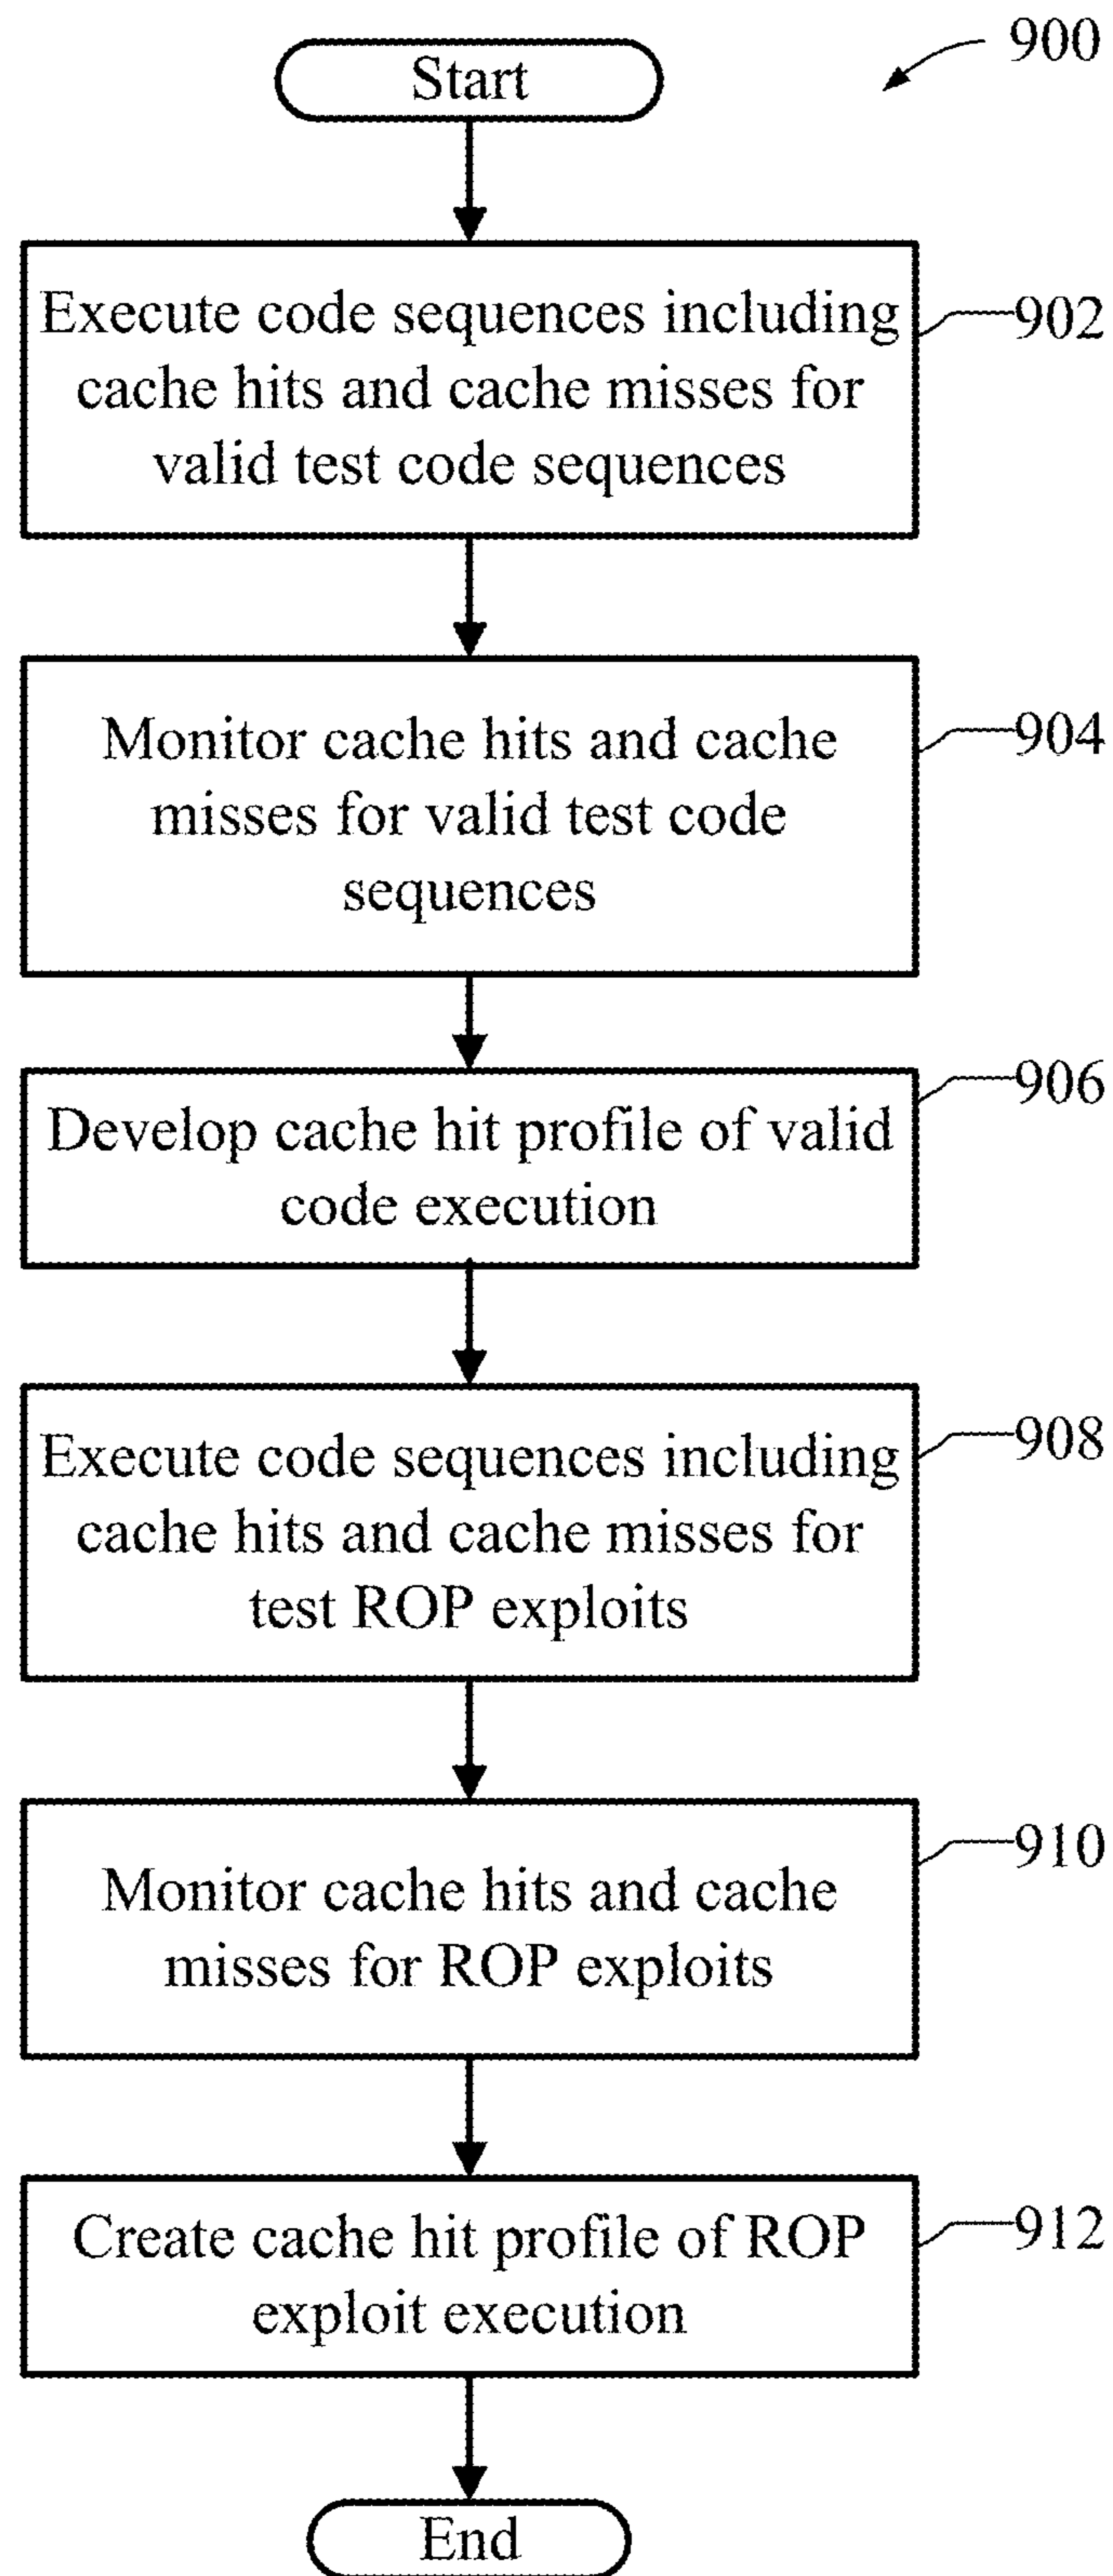 900
Start
Execute code sequences including
cache hits and cache misses for
valid test code sequences
902
Monitor cache hits and cache
misses for valid test code
sequences
904
Develop cache hit profile of valid
code execution
906
Execute code sequences including
cache hits and cache misses for
test ROP exploits
908
Monitor cache hits and cache
misses for ROP exploits
910
Create cache hit profile of ROP
exploit execution
912
End